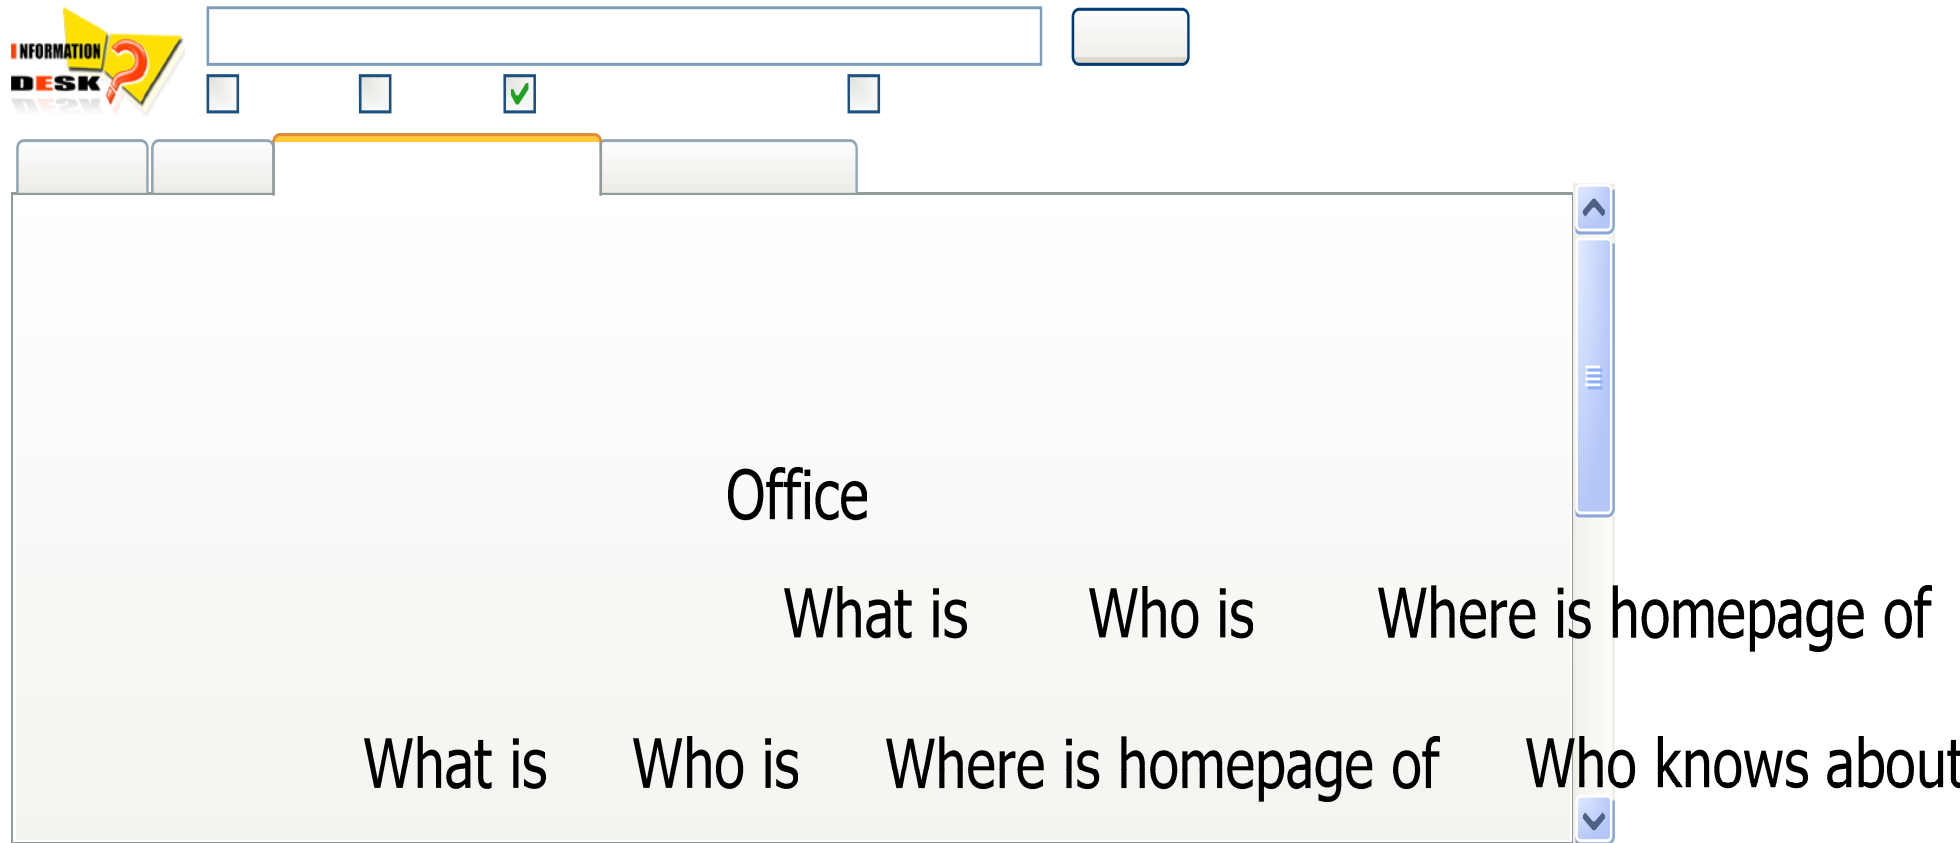 INFORMATION
DESK
Office
What is Who is Where is homepage of
What is Who is Where is homepage of Who knows about